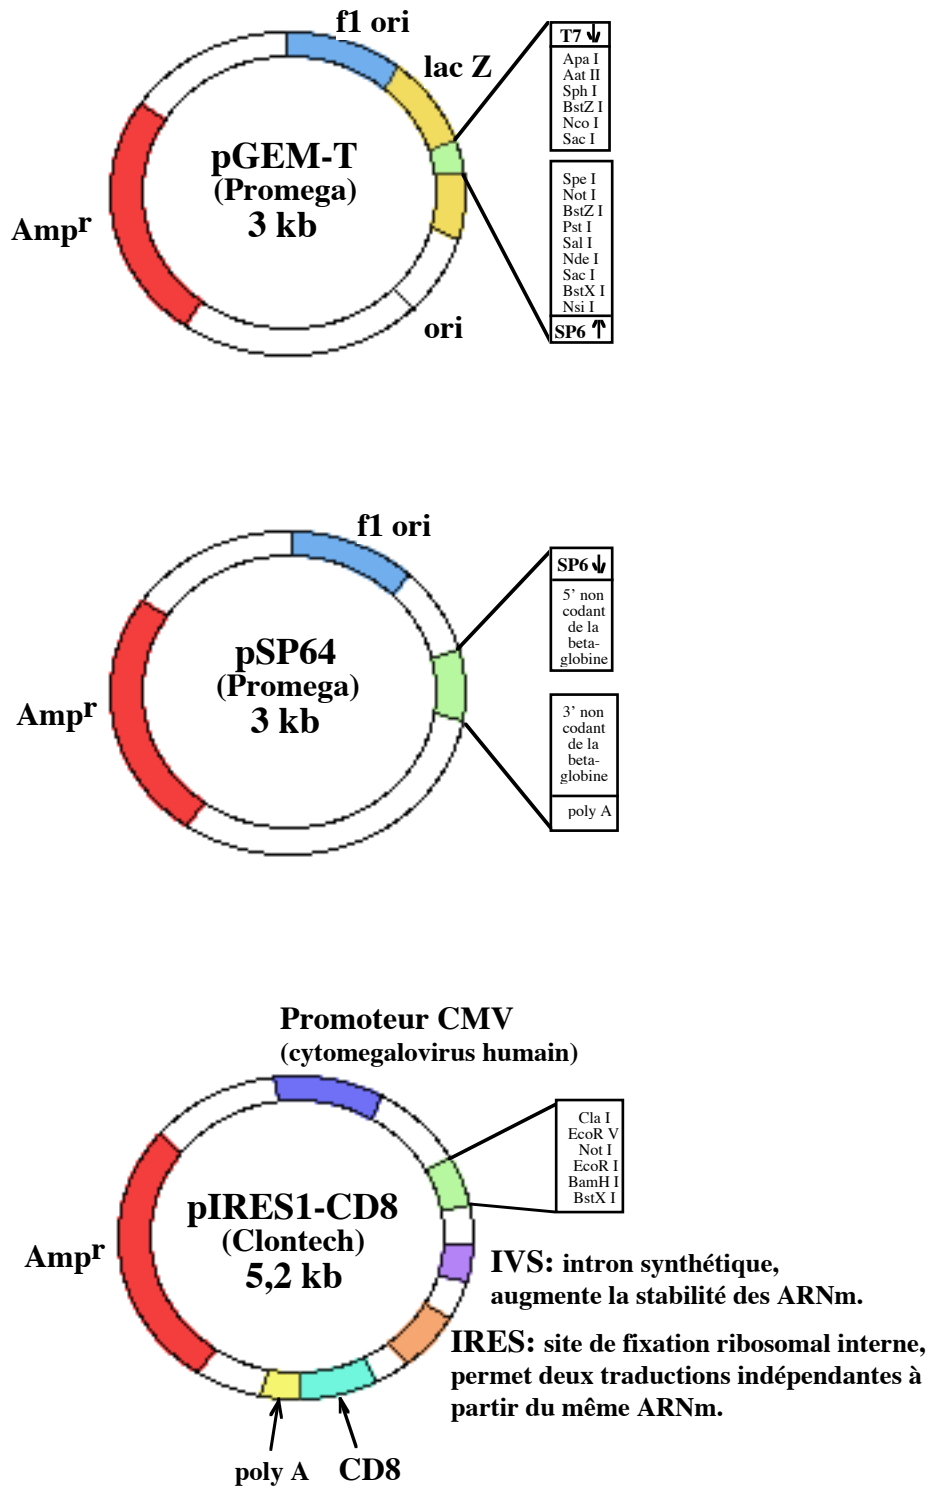 f1 ori
lac Z
pGEM-T
(Promega)
3 kb
Ampr
ori
T7
Apa I
Aat II
Sph I
BstZ I
Nco I
Sac I
Spe I
Not I
BstZ I
Pst I
Sal I
Nde I
Sac I
BstX I
Nsi I
SP6
f1 ori
pSP64
(Promega)
3 kb
Ampr
SP6
5' non
codant
de la
beta-
globine
3' non
codant
de la
beta-
globine
poly A
Promoteur CMV
(cytomegalovirus humain)
pIRES1-CD8
(Clontech)
5,2 kb
Ampr
Cla I
EcoR V
Not I
EcoR I
BamH I
BstX I
IVS: intron synthétique,
augmente la stabilité des ARNm.
IRES: site de fixation ribosomal interne,
permet deux traductions indépendantes à
partir du même ARNm.
poly A
CD8